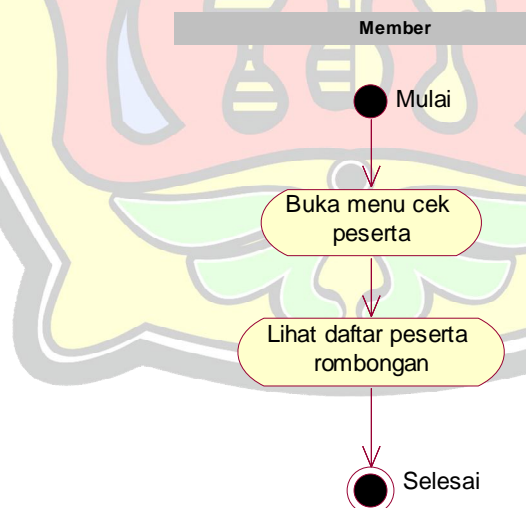 Member
Mulai
Buka menu cek
peserta
Lihat daftar peserta
rombongan
Selesai